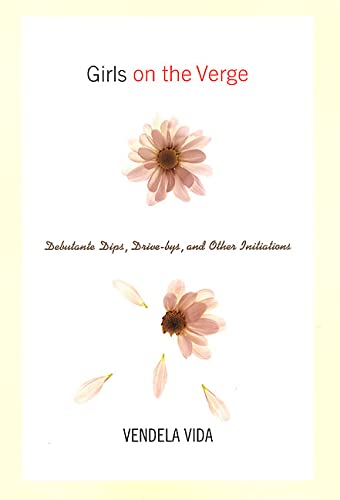 Girls on the Verge
Debutante Dips, Drive-bys, and Other Initiations
VENDELA VIDA